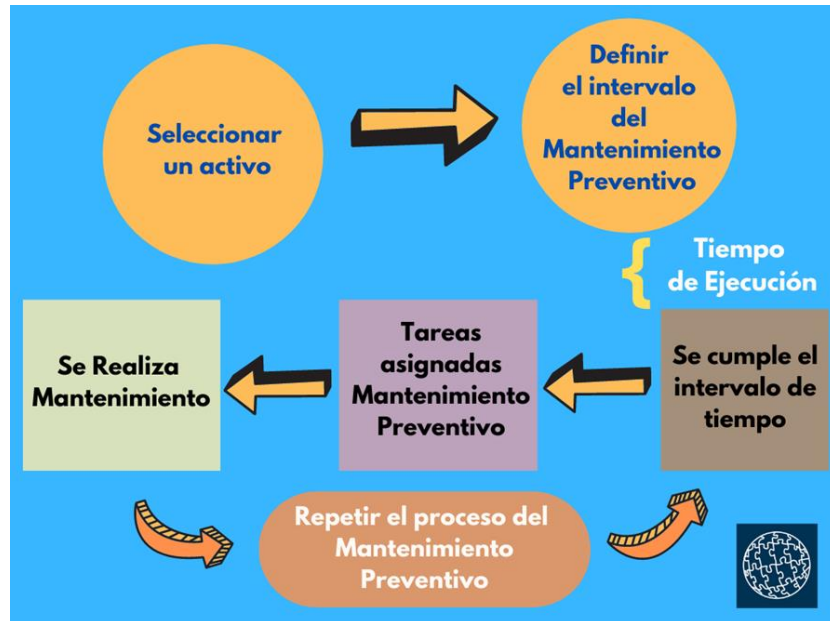 Seleccionar
un activo
Definir
el intervalo
del
Mantenimiento
Preventivo
Tiempo
de Ejecución
Se cumple el
intervalo de
tiempo
Tareas
asignadas
Mantenimiento
Preventivo
Se Realiza
Mantenimiento
Repetir el proceso del
Mantenimiento
Preventivo